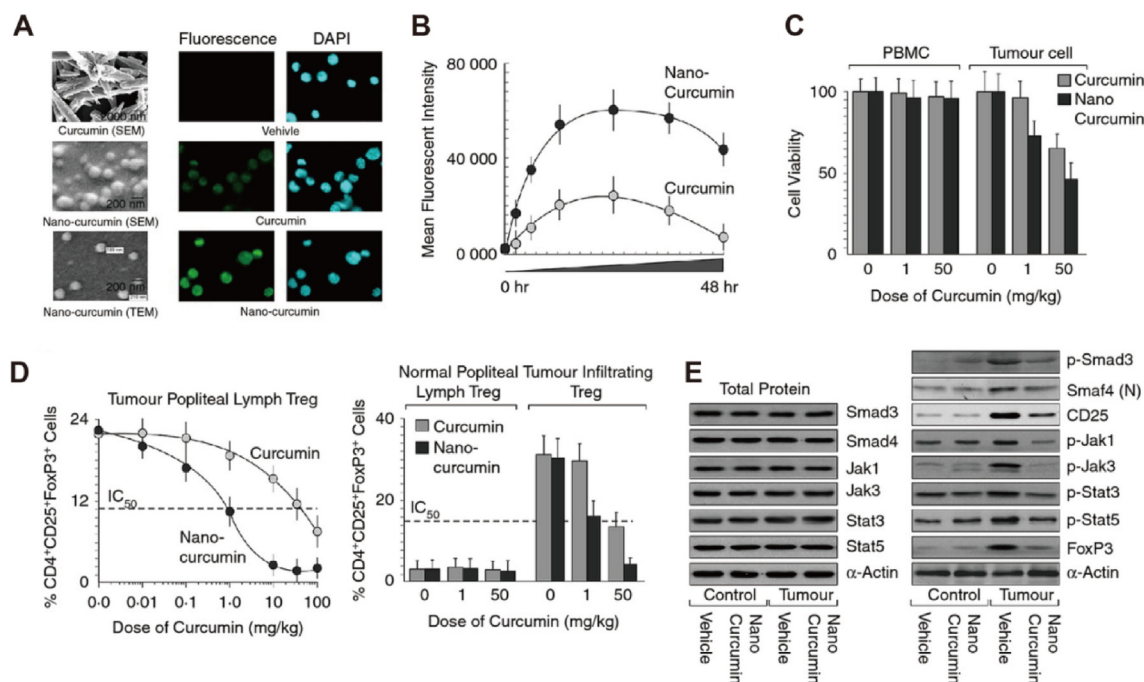 A
Fluorescence DAPI
2000 nm
Curcumin (SEM)
Vehivle
200 nm
Nano-curcumin (SEM)
Curcumin
200 nm
Nano-curcumin (TEM)
Nano-curcumin
B
Mean Fluorescent Intensity
80 000
40 000
0 000
Nano-
Curcumin
Curcumin
0 hr 48 hr
C
PBMC Tumour cell
Curcumin
Nano
Curcumin
Cell Viability
100
50
0
0 1 50 0 1 50
Dose of Curcumin (mg/kg)
D
Tumour Popliteal Lymph Treg
% CD4+CD25+FoxP3+ Cells
24
12
0
Curcumin
IC50
Nano-
curcumin
0·0 0·01 0·1 1·0 10 100
Dose of Curcumin (mg/kg)
Normal Popliteal Tumour Infiltrating
Lymph Treg Treg
% CD4+CD25+FoxP3+ Cells
40
20
0
Curcumin
Nano-
curcumin
IC50
0 1 50 0 1 50
Dose of Curcumin (mg/kg)
E
Total Protein
Smad3
Smad4
Jak1
Jak3
Stat3
Stat5
α-Actin
Control Tumour
Vehicle
Nano
Curcumin
Nano
Curcumin
p-Smad3
Smaf4 (N)
CD25
p-Jak1
p-Jak3
p-Stat3
p-Stat5
FoxP3
α-Actin
Control Tumour
Vehicle
Nano
Curcumin
Vehicle
Nano
Curcumin